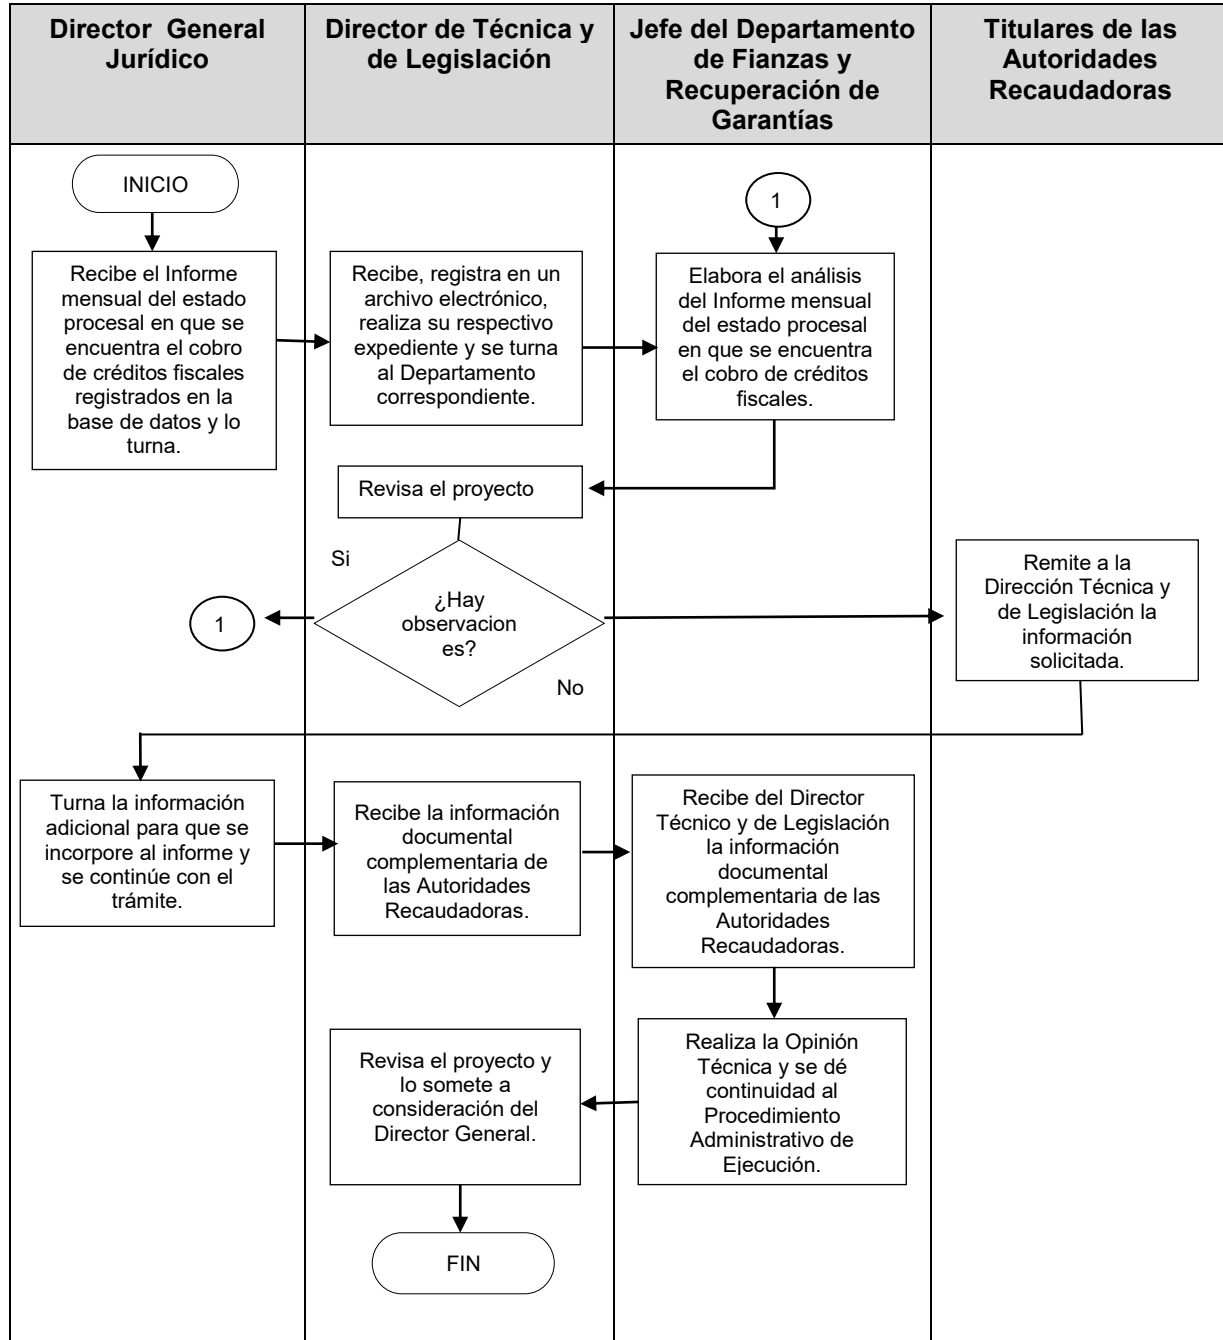 Director  General
Jurídico
Director de Técnica y
de Legislación
Jefe del Departamento
de Fianzas y
Recuperación de
Garantías
Titulares de las
Autoridades
Recaudadoras
INICIO
1
Recibe el Informe
mensual del estado
procesal en que se
encuentra el cobro
de créditos fiscales
registrados en la
base de datos y lo
turna.
Recibe, registra en un
archivo electrónico,
realiza su respectivo
expediente y se turna
al Departamento
correspondiente.
Elabora el análisis
del Informe mensual
del estado procesal
en que se encuentra
el cobro de créditos
fiscales.
Revisa el proyecto
Si
¿Hay
observacion
es?
No
1
Remite a la
Dirección Técnica y
de Legislación la
información
solicitada.
Turna la información
adicional para que se
incorpore al informe y
se continúe con el
trámite.
Recibe la información
documental
complementaria de
las Autoridades
Recaudadoras.
Recibe del Director
Técnico y de Legislación
la información
documental
complementaria de las
Autoridades
Recaudadoras.
Revisa el proyecto y
lo somete a
consideración del
Director General.
Realiza la Opinión
Técnica y se dé
continuidad al
Procedimiento
Administrativo de
Ejecución.
FIN